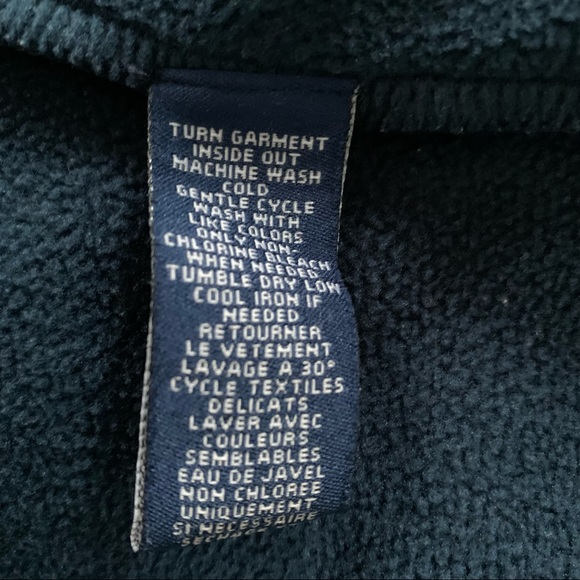 TURN GARMENT
INSIDE OUT
MACHINE WASH
COLD
GENTLE CYCLE
WASH WITH
LIKE COLORS
ONLY NON-
CHLORINE BLEACH
WHEN NEEDED
TUMBLE DRY LOW
COOL IRON IF
NEEDED
RETOURNER
LE VETEMENT
LAVAGE A 30°
CYCLE TEXTILES
DELICATS
LAVER AVEC
COULEURS
SEMBLABLES
EAU DE JAVEL
NON CHLOREE
UNIQUEMENT
SI NECESSAIRE